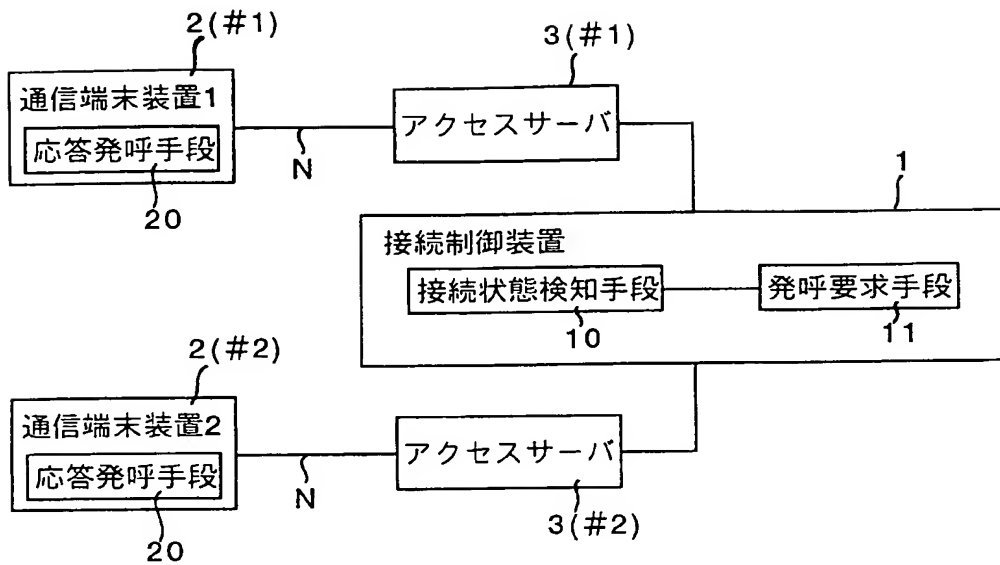 2(#1)
通信端末装置1
応答発呼手段
20
N
3(#1)
アクセスサーバ
1
接続制御装置
接続状態検知手段
10
発呼要求手段
11
2(#2)
通信端末装置2
応答発呼手段
20
N
アクセスサーバ
3(#2)